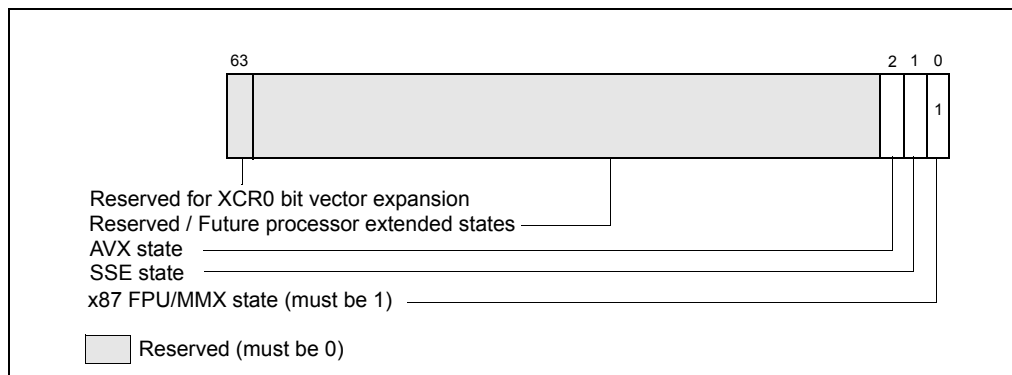 63 2 1 0
1
Reserved for XCR0 bit vector expansion
Reserved / Future processor extended states
AVX state
SSE state
x87 FPU/MMX state (must be 1)
Reserved (must be 0)